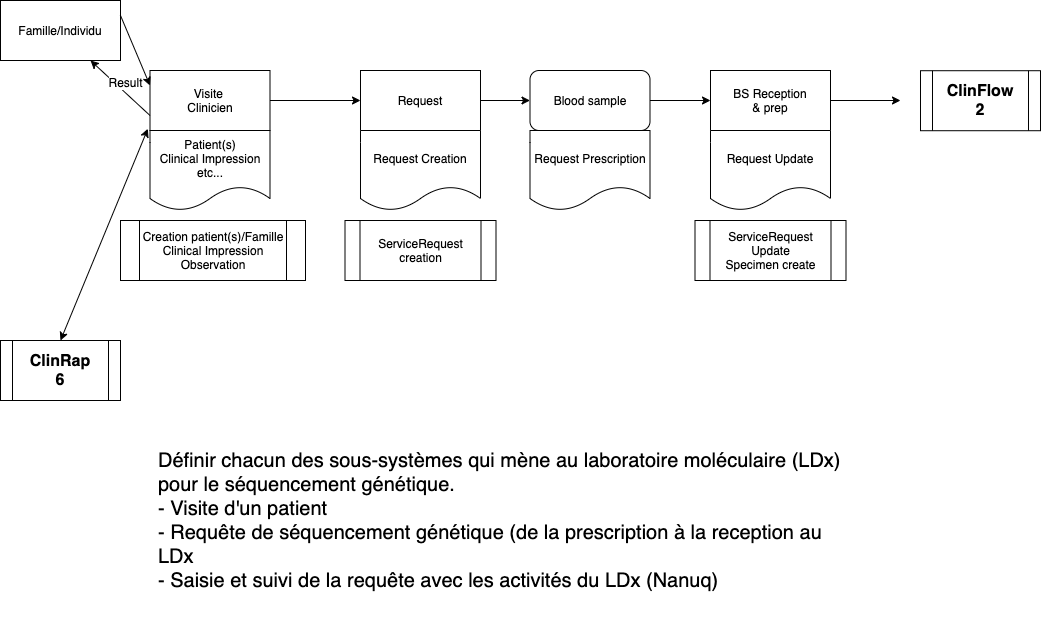 Famille/Individu
Result
Visite
Clinicien
Request
Blood sample
BS Reception
& prep
ClinFlow
2
Patient(s)
Clinical Impression
etc...
Request Creation
Request Prescription
Request Update
Creation patient(s)/Famille
Clinical Impression
Observation
ServiceRequest
creation
ServiceRequest
Update
Specimen create
ClinRap
6
Définir chacun des sous-systèmes qui mène au laboratoire moléculaire (LDx)
pour le séquencement génétique.
- Visite d'un patient
- Requête de séquencement génétique (de la prescription à la reception au
LDx
- Saisie et suivi de la requête avec les activités du LDx (Nanuq)